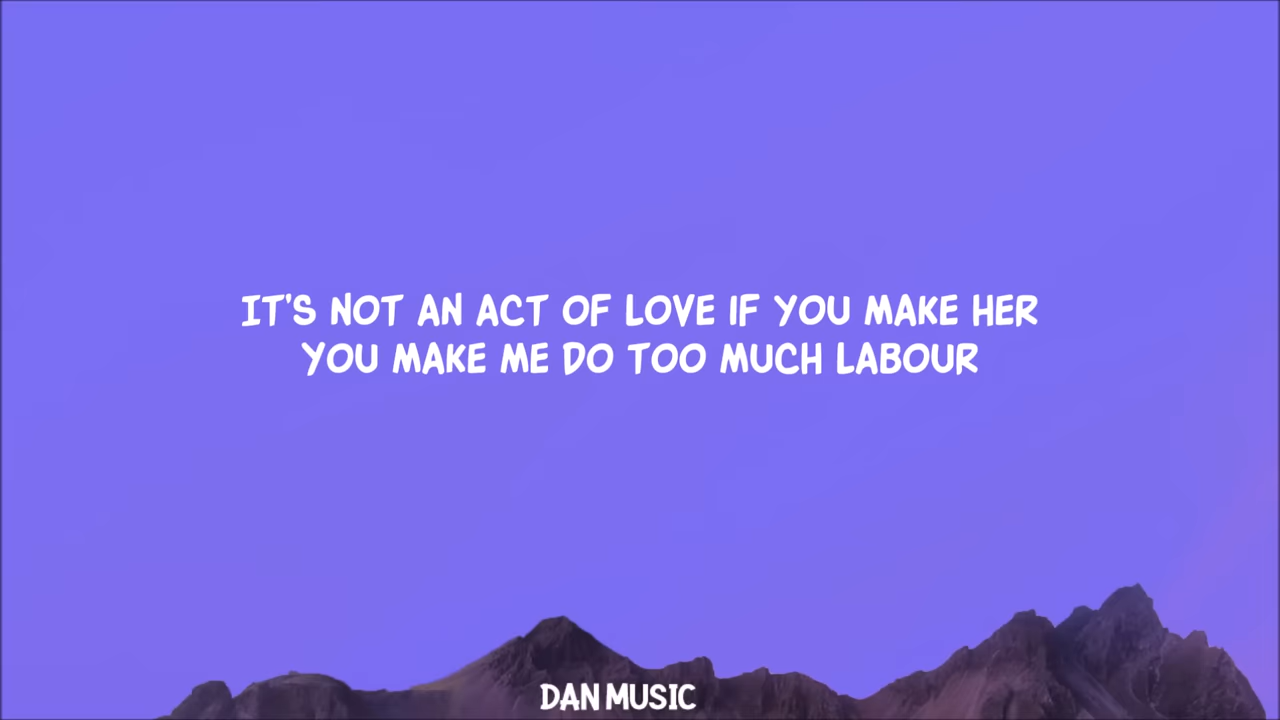 IT'S NOT AN ACT OF LOVE IF YOU MAKE HER
YOU MAKE ME DO TOO MUCH LABOUR
DAN MUSIC